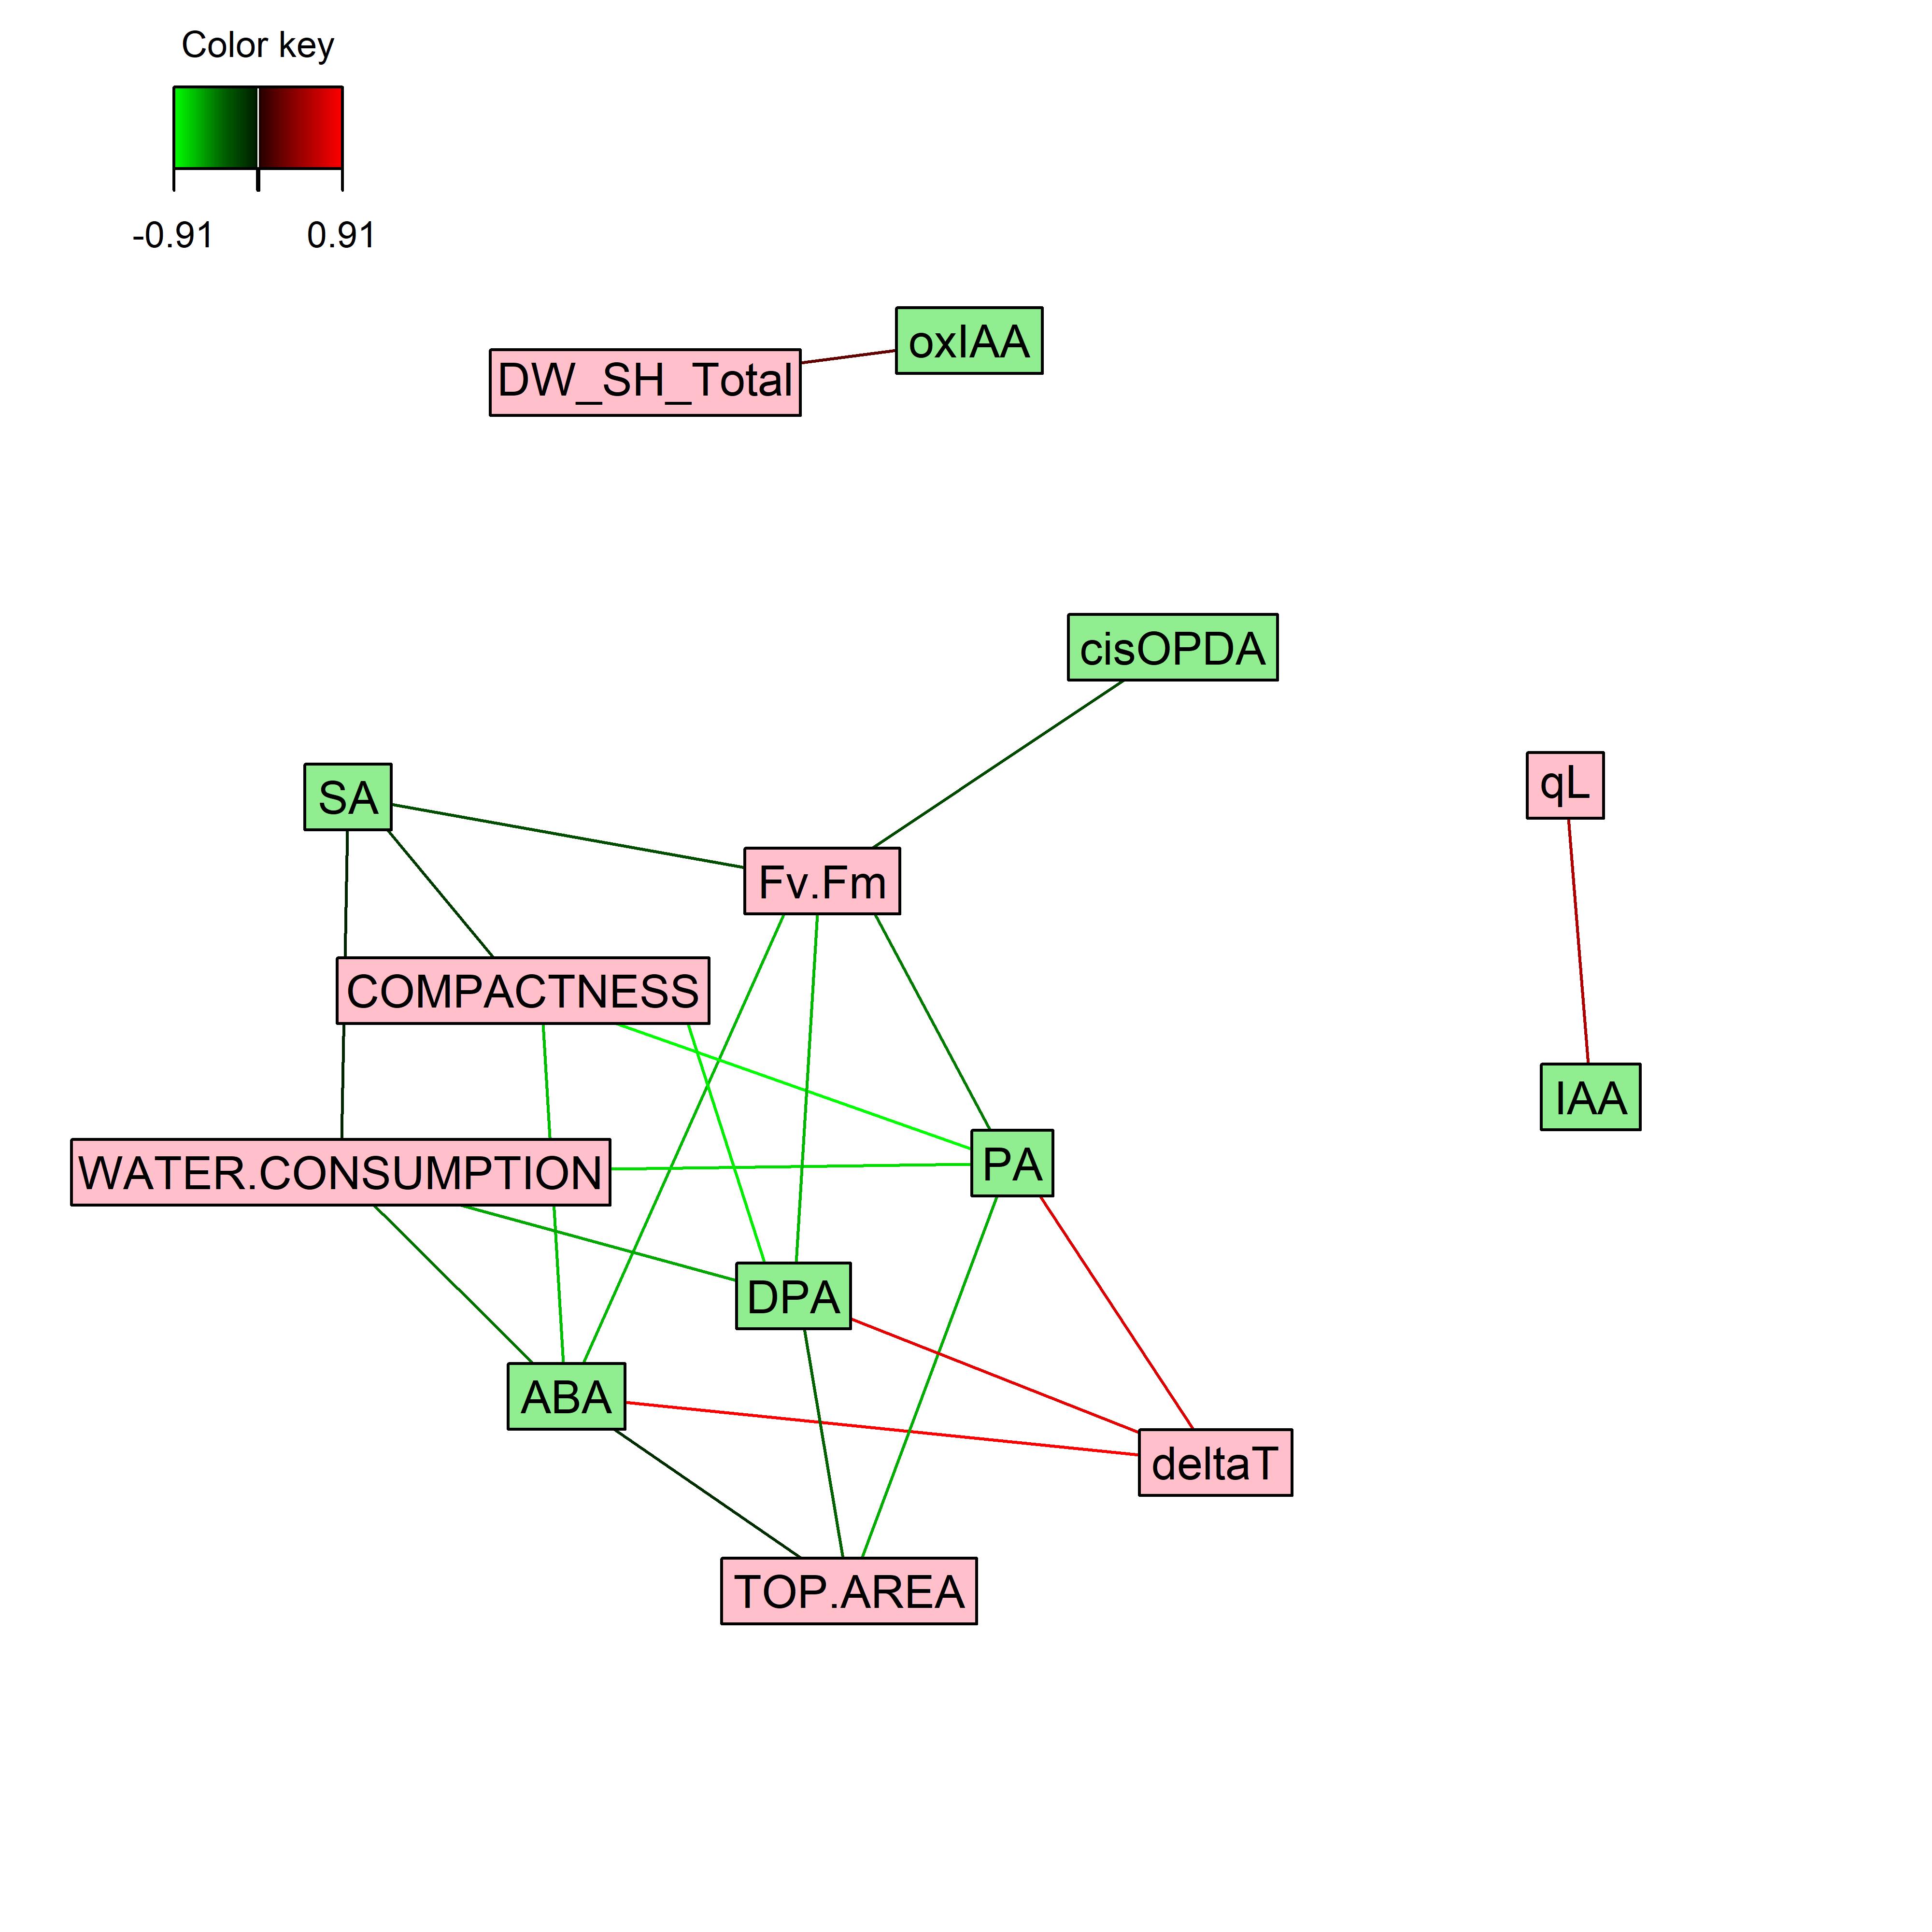 Color key
-0.91 0.91
oxIAA
DW_SH_Total
cisOPDA
qL
SA
Fv.Fm
COMPACTNESS
IAA
PA
WATER.CONSUMPTION
DPA
ABA
deltaT
TOP.AREA